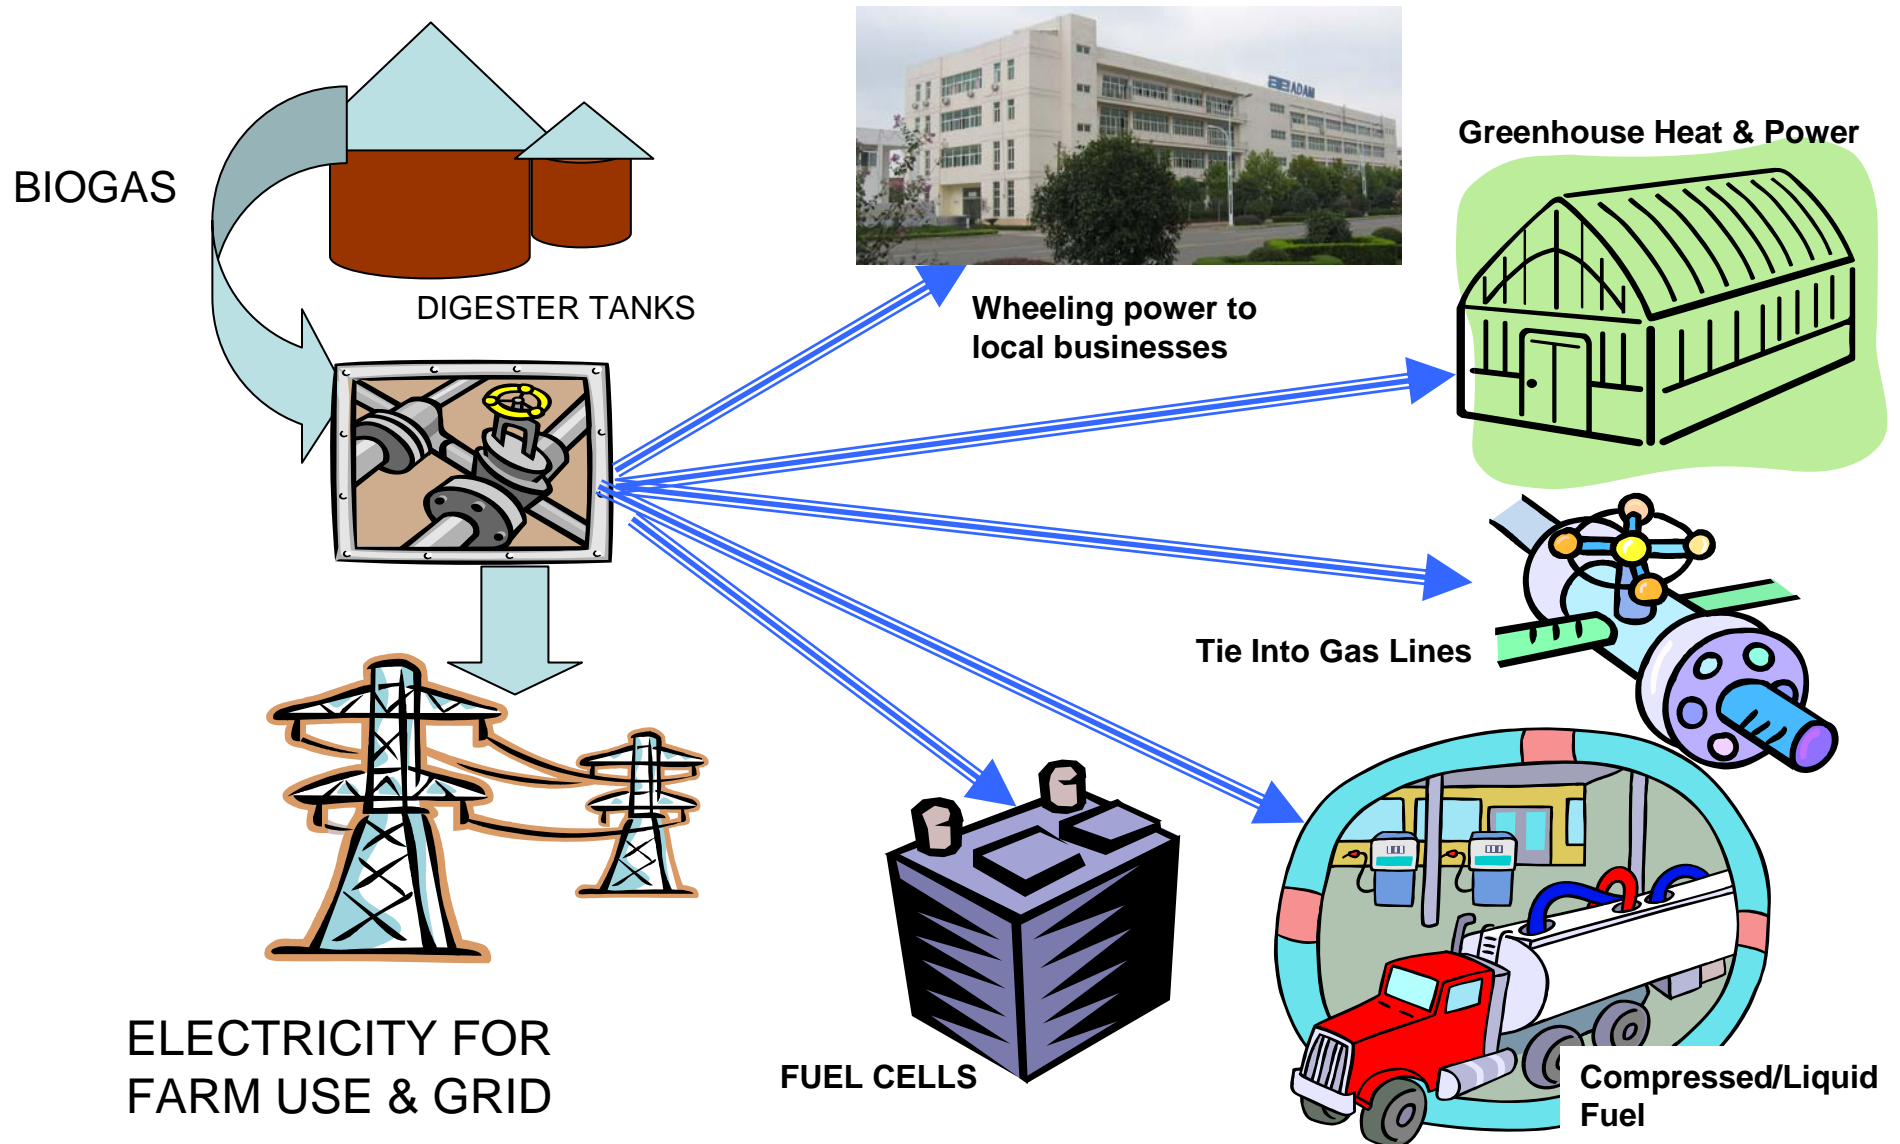 BIOGAS
DIGESTER TANKS
ADAM
Wheeling power to
local businesses
Greenhouse Heat & Power
Tie Into Gas Lines
ELECTRICITY FOR
FARM USE & GRID
FUEL CELLS
Compressed/Liquid
Fuel